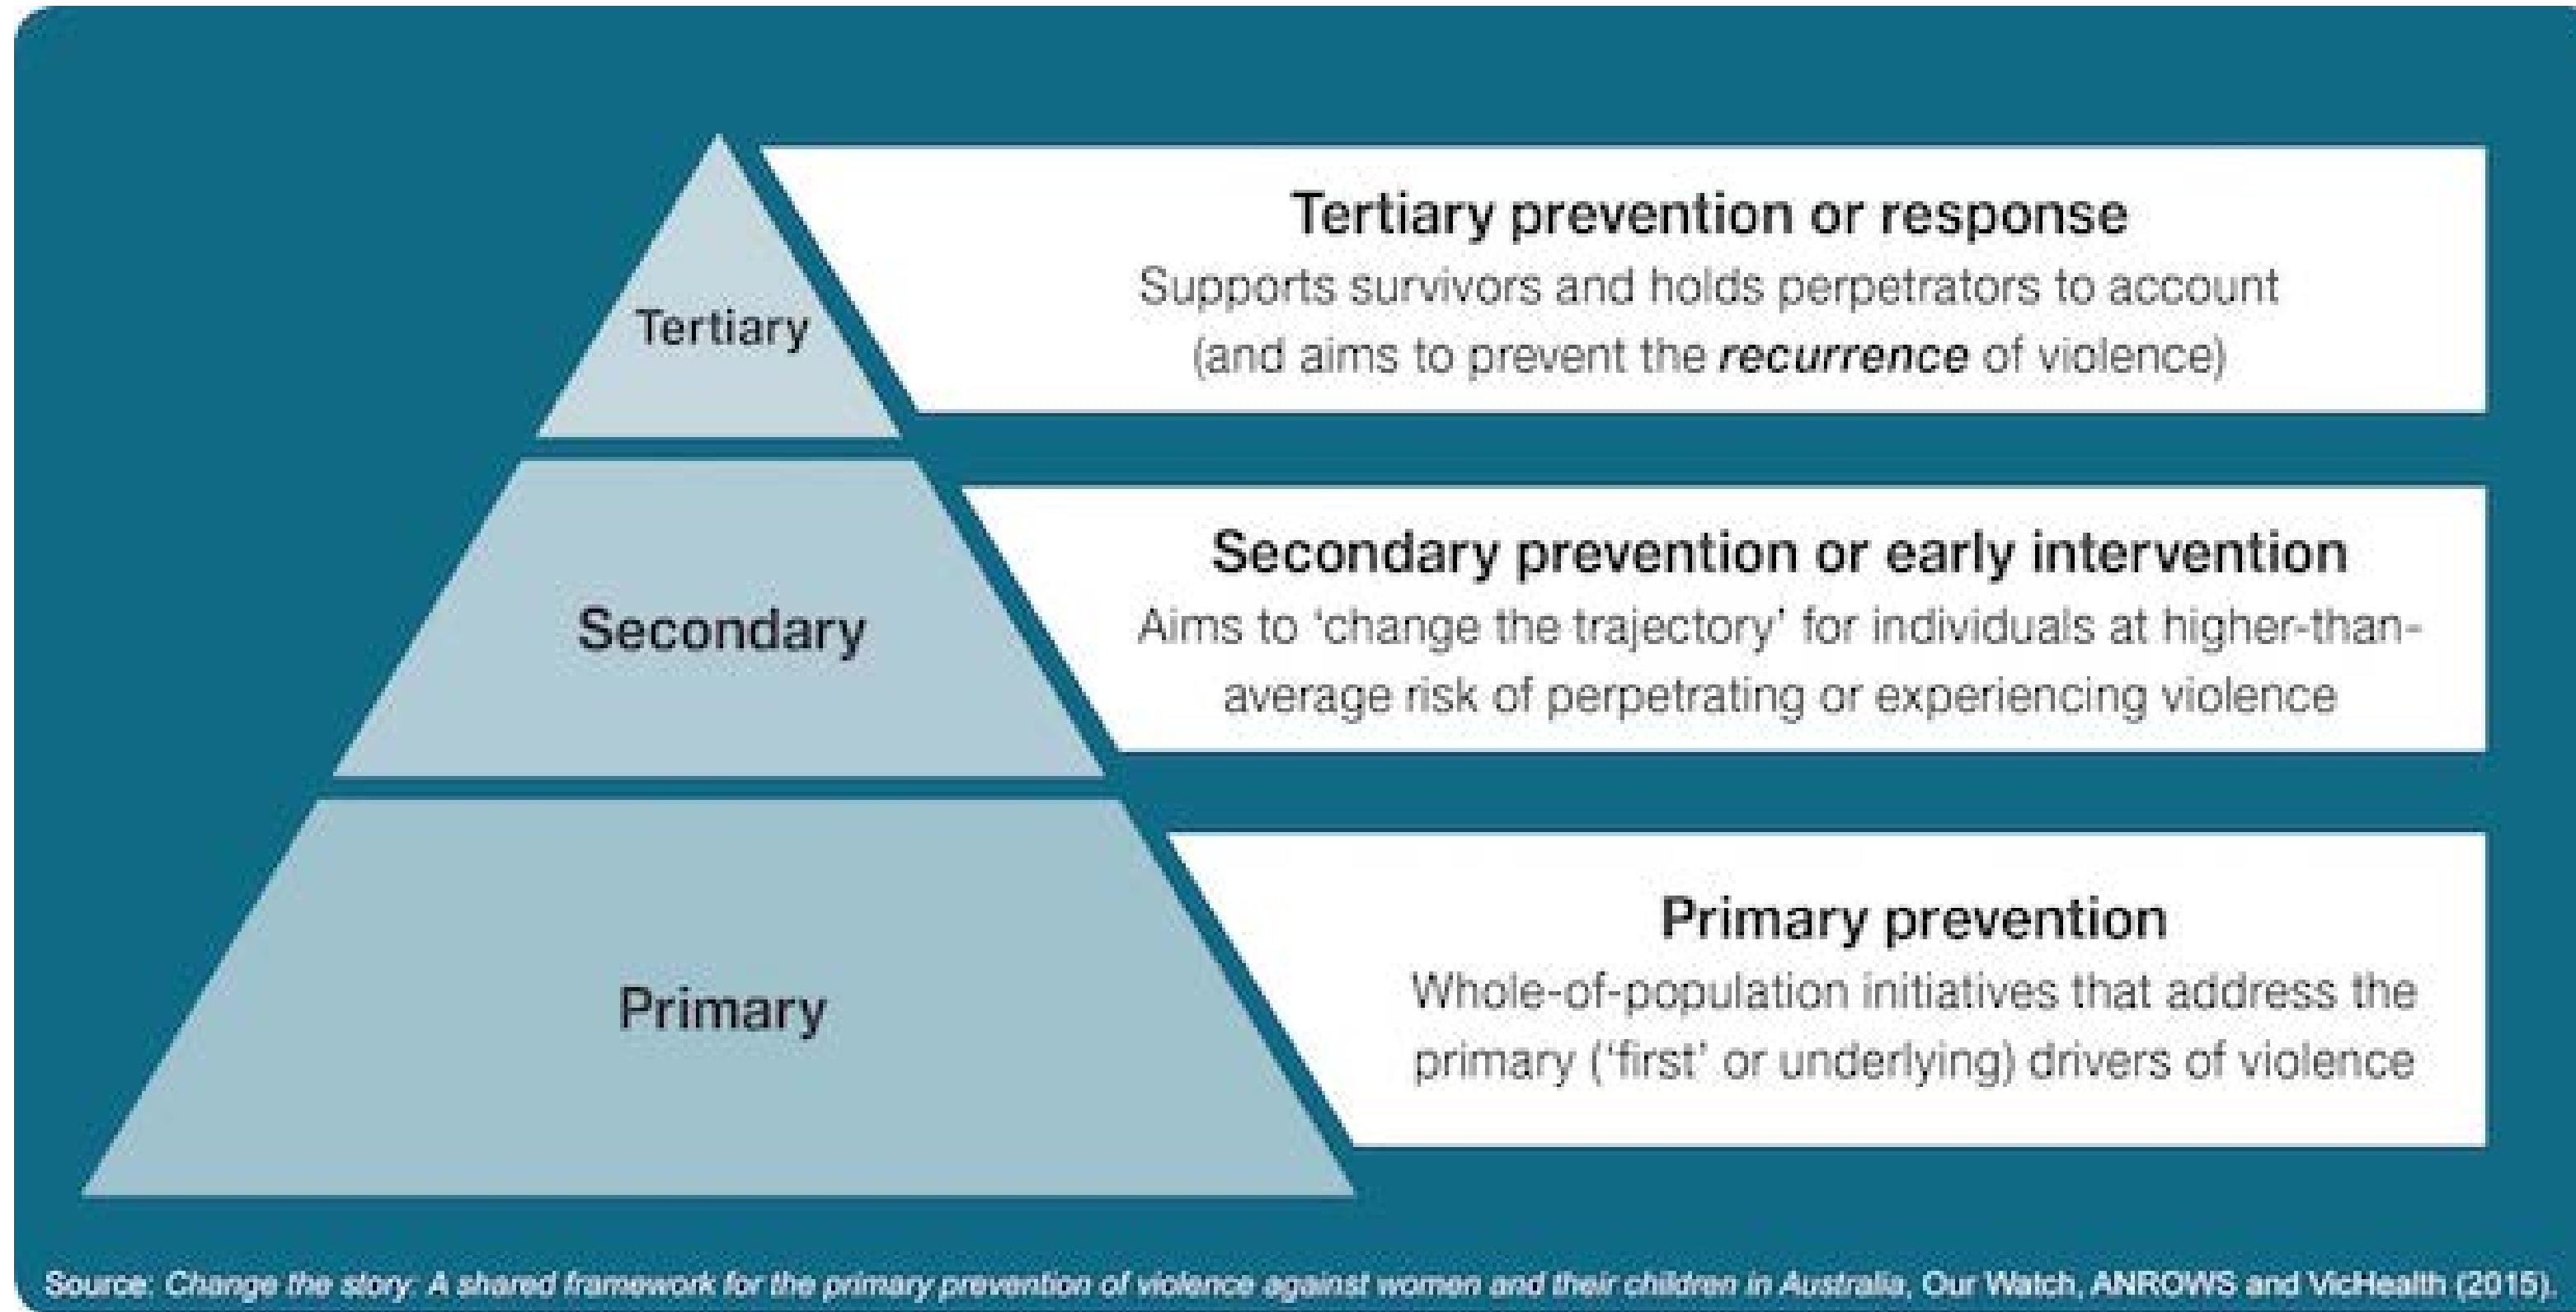 Tertiary
Tertiary prevention or response
Supports survivors and holds perpetrators to account
(and aims to prevent the recurrence of violence)
Secondary
Secondary prevention or early intervention
Aims to ‘change the trajectory’ for individuals at higher-than-
average risk of perpetrating or experiencing violence
Primary
Primary prevention
Whole-of-population initiatives that address the
primary (‘first’ or underlying) drivers of violence
Source: Change the story: A shared framework for the primary prevention of violence against women and their children in Australia, Our Watch, ANROWS and VicHealth (2015).